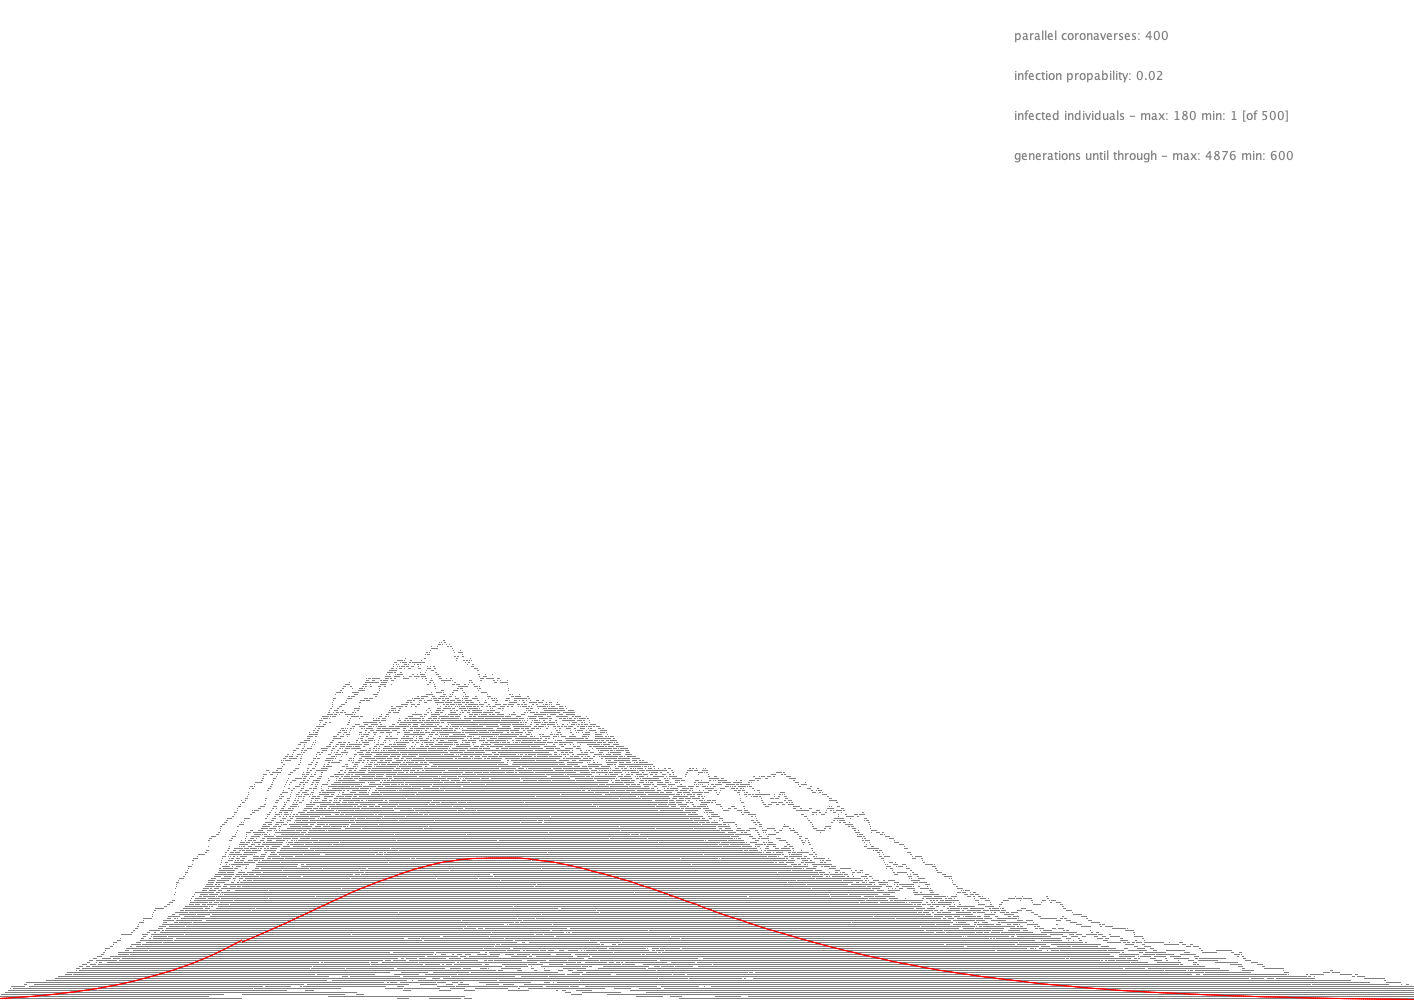 parallel coronaverses: 400
infection propability: 0.02
infected individuals – max: 180 min: 1 [of 500]
generations until through – max: 4876 min: 600